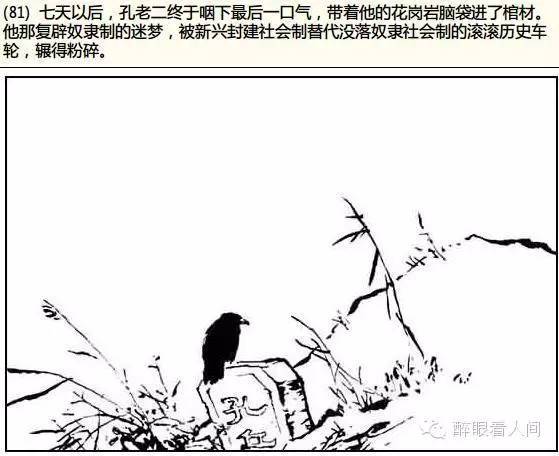 (81) 七天以后，孔老二终于咽下最后一口气，带着他的花岗岩脑袋进了棺材。
他那复辟奴隶制的迷梦，被新兴封建社会制替代没落奴隶社会制的滚滚历史车
轮，辗得粉碎。
孔
丘
醉眼看人间